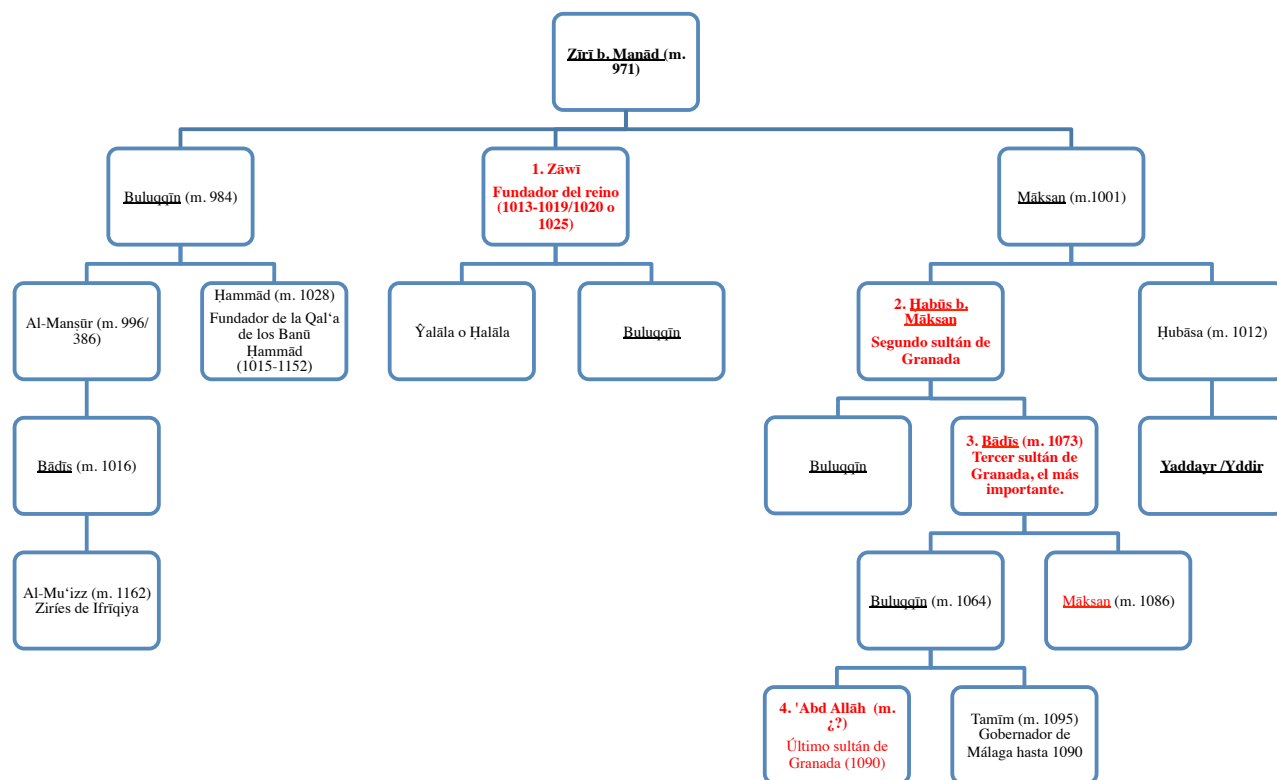 Zīrī b. Manād (m.
971)
Buluqqīn (m. 984)
1. Zāwī
Fundador del reino
(1013-1019/1020 o
1025)
Māksan (m.1001)
Al-Manṣūr (m. 996/
386)
Ḥammād (m. 1028)
Fundador de la Qal‘a
de los Banū
Ḥammād
(1015-1152)
Ŷalāla o Ḥalāla
Buluqqīn
2. Ḥabūs b.
Māksan
Segundo sultán de
Granada
Ḥubāsa (m. 1012)
Bādīs (m. 1016)
Buluqqīn
3. Bādīs (m. 1073)
Tercer sultán de
Granada, el más
importante.
Yaddayr /Yddir
Al-Mu‘izz (m. 1162)
Ziríes de Ifrīqiya
Buluqqīn (m. 1064)
Māksan (m. 1086)
4. 'Abd Allāh (m.
¿?)
Último sultán de
Granada (1090)
Tamīm (m. 1095)
Gobernador de
Málaga hasta 1090